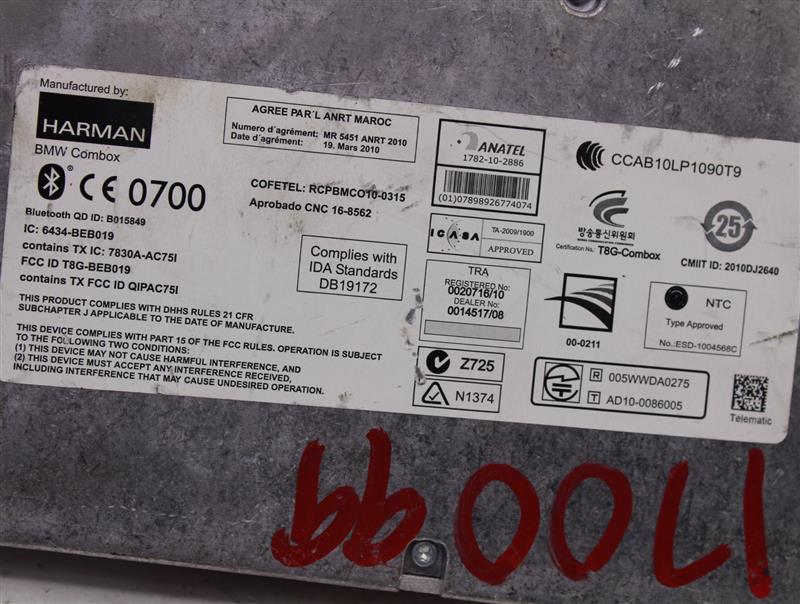 Manufactured by:
HARMAN
BMW Combox
CE 0700
Bluetooth QD ID: B015849
IC: 6434-BEB019
contains TX IC: 7830A-AC75I
FCC ID T8G-BEB019
contains TX FCC ID QIPAC75I
THIS PRODUCT COMPLIES WITH DHHS RULES 21 CFR
SUBCHAPTER J APPLICABLE TO THE DATE OF MANUFACTURE.
THIS DEVICE COMPLIES WITH PART 15 OF THE FCC RULES. OPERATION IS SUBJECT
TO THE FOLLOWING TWO CONDITIONS:
(1) THIS DEVICE MAY NOT CAUSE HARMFUL INTERFERENCE, AND
(2) THIS DEVICE MUST ACCEPT ANY INTERFERENCE RECEIVED,
INCLUDING INTERFERENCE THAT MAY CAUSE UNDESIRED OPERATION.
AGREE PAR´L ANRT MAROC
Numero d´agrément: MR 5451 ANRT 2010
Date d´agrément: 19. Mars 2010
COFETEL: RCPBMCO10-0315
Aprobado CNC 16-8562
Complies with
IDA Standards
DB19172
ANATEL
1782-10-2886
(01)07898926774074
ICASA
TA-2009/1900
APPROVED
TRA
REGISTERED No:
0020716/10
DEALER No:
0014517/08
Z725
N1374
CCAB10LP1090T9
방송통신위원회
Certification No.: T8G-Combox
25
CMIIT ID: 2010DJ2640
00-0211
NTC
Type Approved
No.:ESD-1004568C
R 005WWDA0275
T AD10-0086005
Telematic